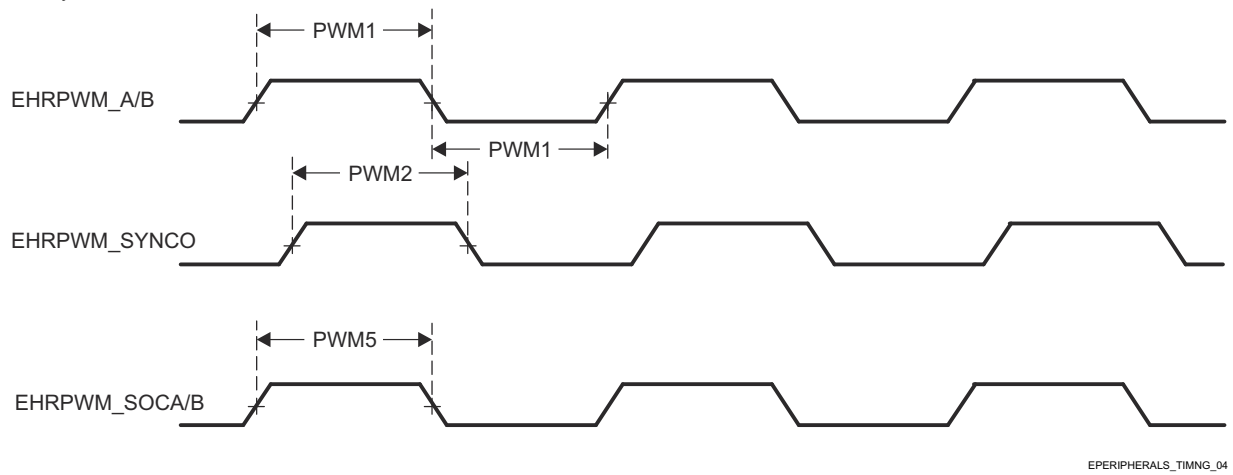 PWM1
EHRPWM_A/B
PWM1
PWM2
EHRPWM_SYNCO
PWM5
EHRPWM_SOCA/B
EPERIPHERALS_TIMNG_04